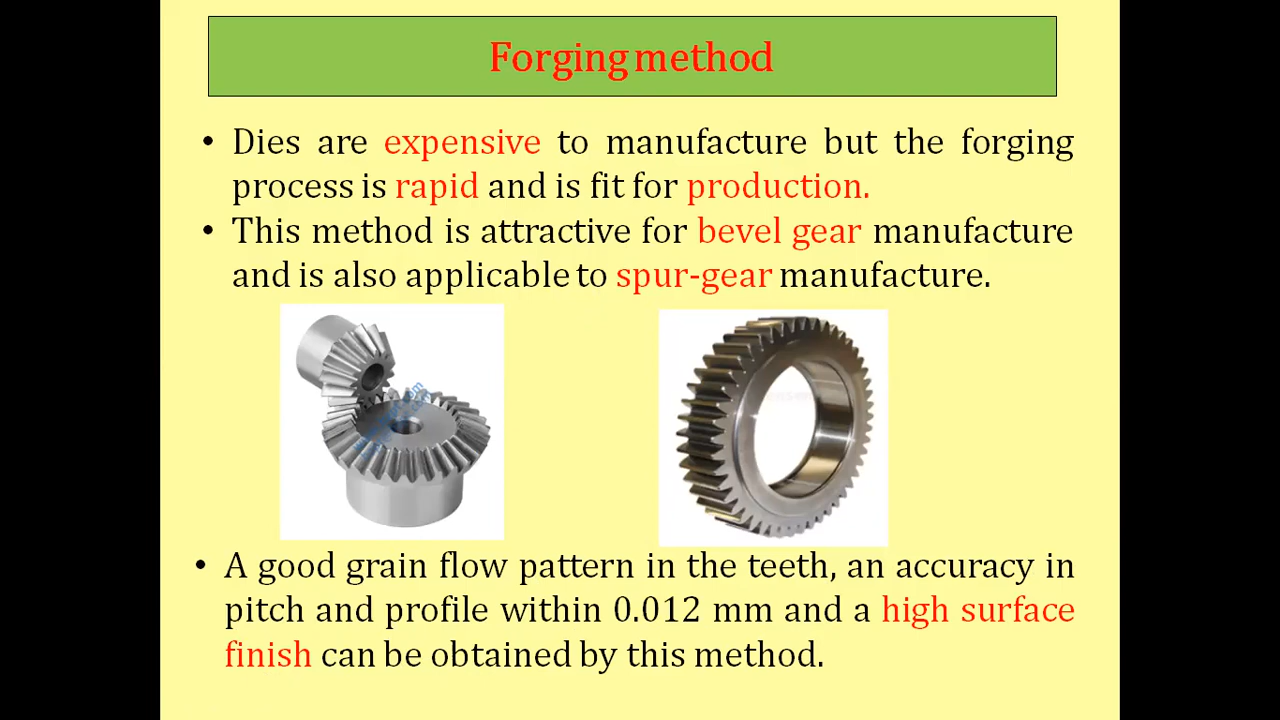 Forging method
• Dies are expensive to manufacture but the forging
process is rapid and is fit for production.
• This method is attractive for bevel gear manufacture
and is also applicable to spur-gear manufacture.
• A good grain flow pattern in the teeth, an accuracy in
pitch and profile within 0.012 mm and a high surface
finish can be obtained by this method.